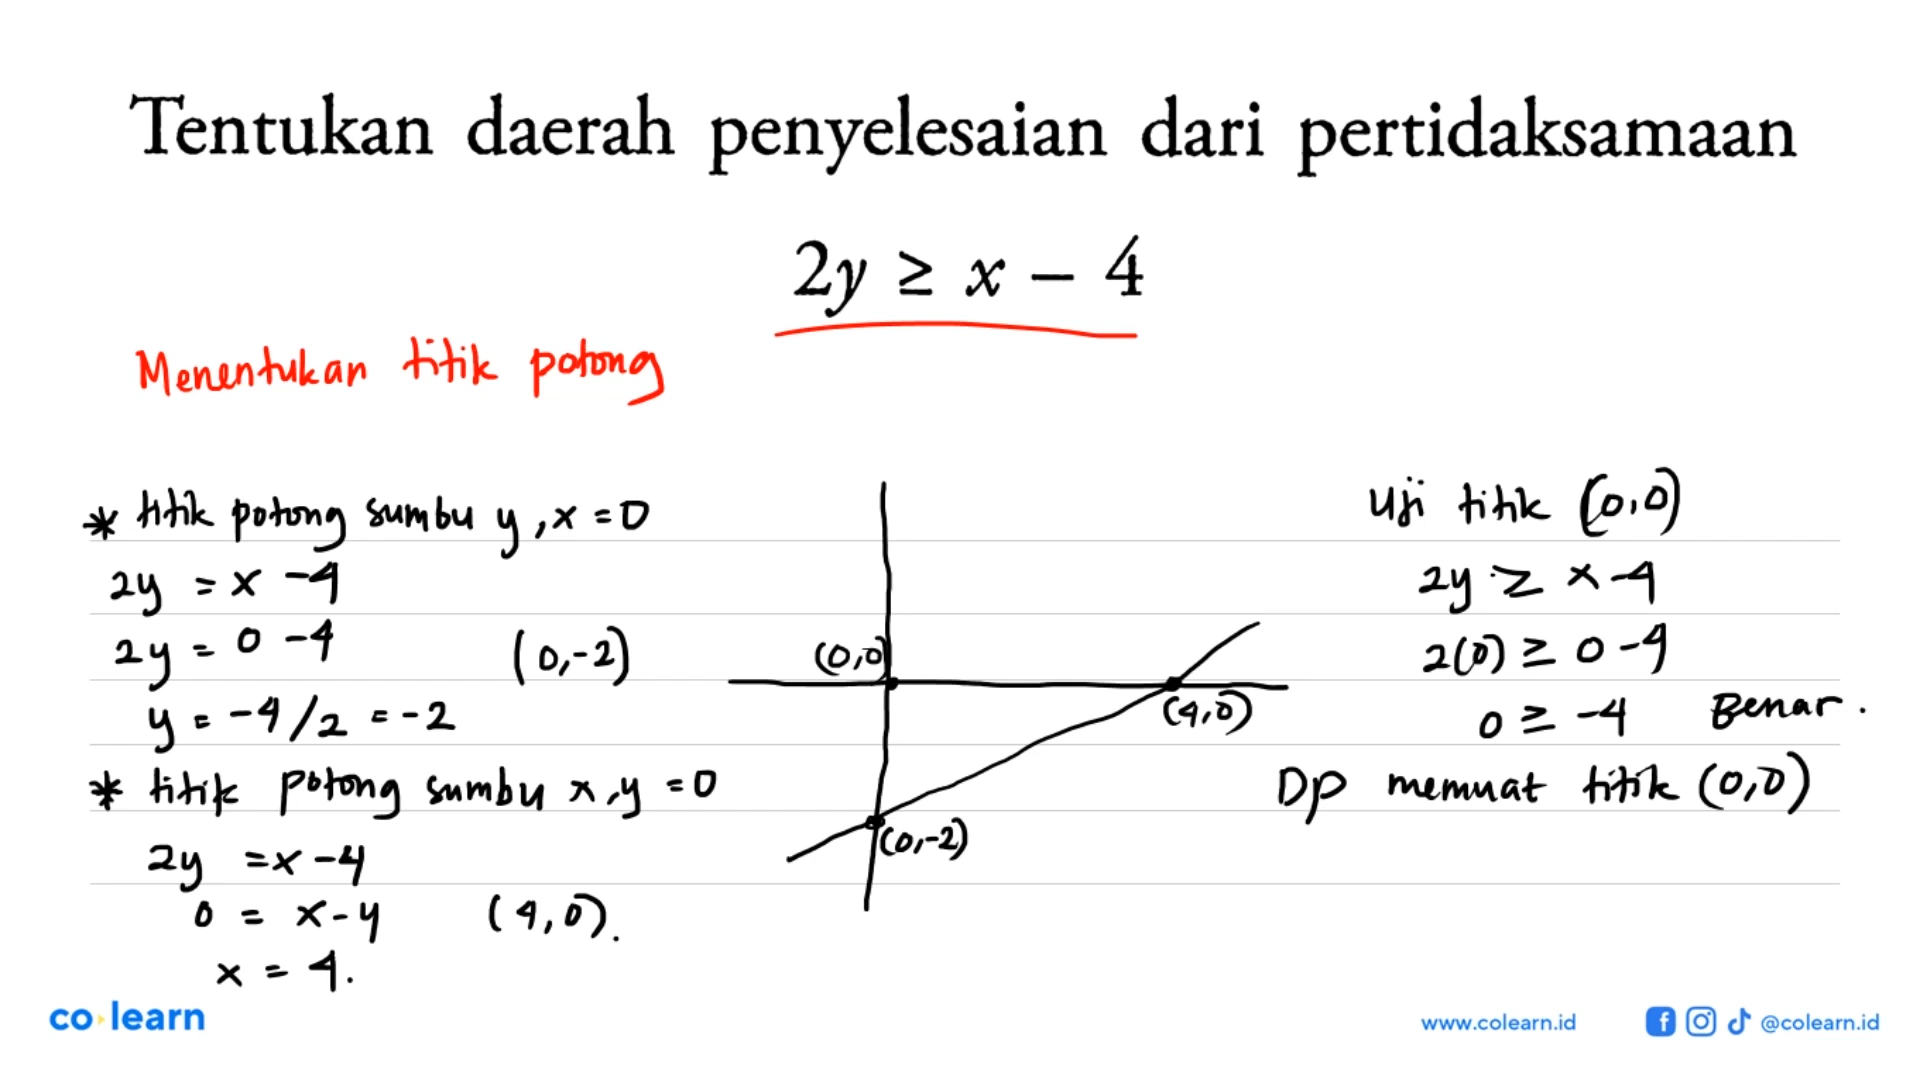 Tentukan daerah penyelesaian dari pertidaksamaan
2y ≥ x − 4
Menentukan titik potong
* titik potong sumbu y, x = 0
2y = x - 4
2y = 0 - 4
(0,-2)
y = -4/2 = -2
* titik potong sumbu x, y = 0
2y = x - 4
0 = x - 4
(4,0).
x = 4.
(0,0)
(4,0)
(0,-2)
Uji titik (0,0)
2y ≥ x - 4
2(0) ≥ 0 - 4
0 ≥ -4 Benar.
DP memuat titik (0,0)
co learn
www.colearn.id
@colearn.id